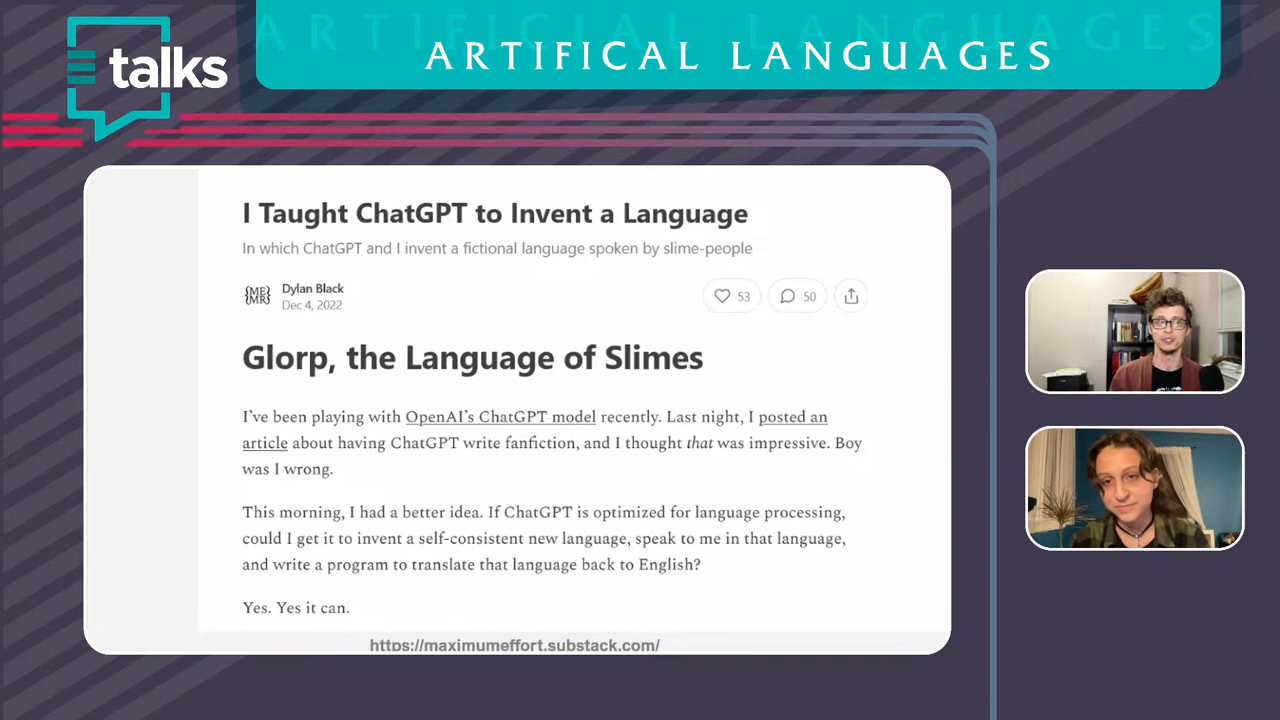 talks
ARTIFICIAL LANGUAGES
ARTIFICAL LANGUAGES
I Taught ChatGPT to Invent a Language
In which ChatGPT and I invent a fictional language spoken by slime-people
{ME
MR}
Dylan Black
Dec 4, 2022
53
50
Glorp, the Language of Slimes
I've been playing with OpenAI's ChatGPT model recently. Last night, I posted an
article about having ChatGPT write fanfiction, and I thought that was impressive. Boy
was I wrong.
This morning, I had a better idea. If ChatGPT is optimized for language processing,
could I get it to invent a self-consistent new language, speak to me in that language,
and write a program to translate that language back to English?
Yes. Yes it can.
https://maximumeffort.substack.com/